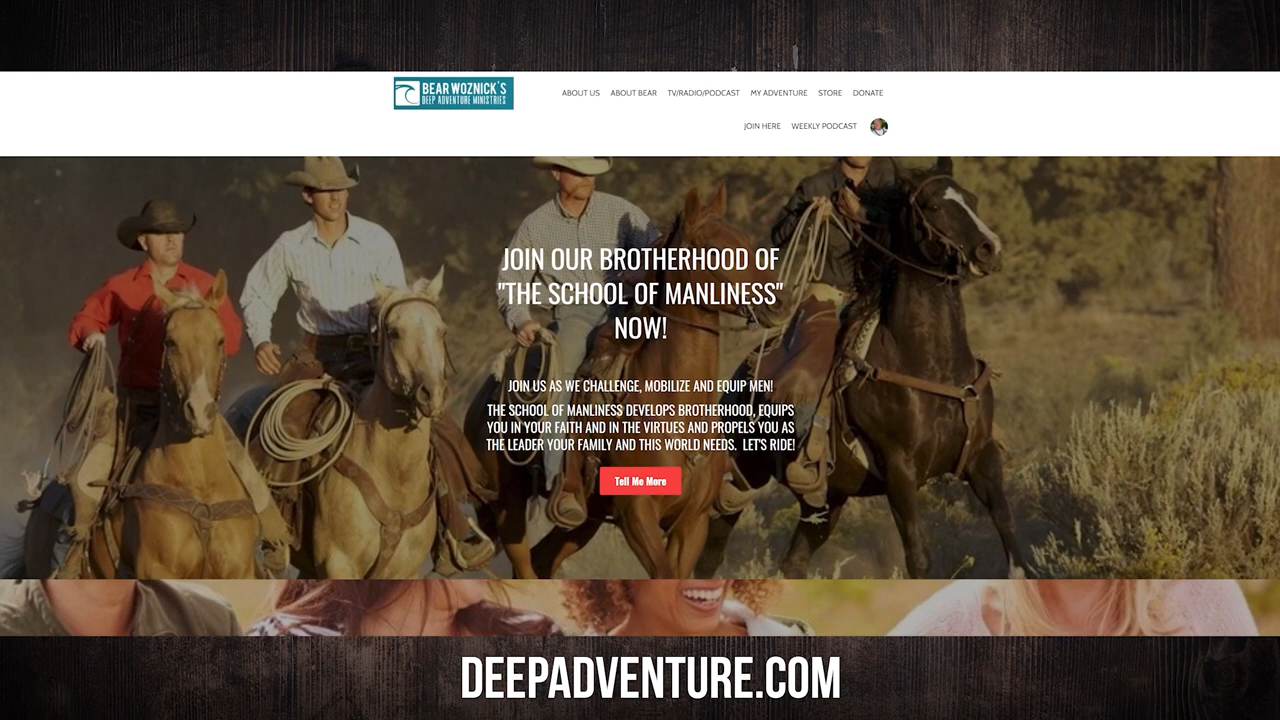 BEAR WOZNICK'S
DEEP ADVENTURE MINISTRIES
ABOUT US ABOUT BEAR TV/RADIO/PODCAST MY ADVENTURE STORE DONATE
JOIN HERE WEEKLY PODCAST
JOIN OUR BROTHERHOOD OF
"THE SCHOOL OF MANLINESS"
NOW!
JOIN US AS WE CHALLENGE, MOBILIZE AND EQUIP MEN!
THE SCHOOL OF MANLINESS DEVELOPS BROTHERHOOD, EQUIPS
YOU IN YOUR FAITH AND IN THE VIRTUES AND PROPELS YOU AS
THE LEADER YOUR FAMILY AND THIS WORLD NEEDS. LET'S RIDE!
Tell Me More
DEEPADVENTURE.COM